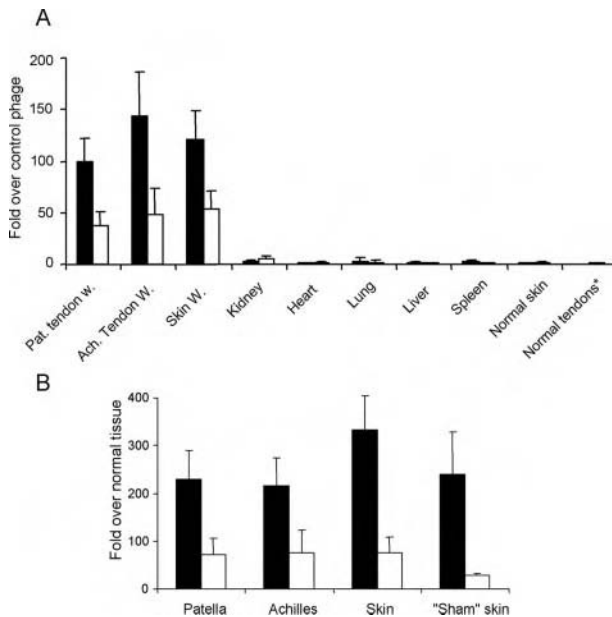 A
Fold over control phage
200
150
100
50
0
Pat. tendon w.
Ach. Tendon W.
Skin W.
Kidney
Heart
Lung
Liver
Spleen
Normal skin
Normal tendons*
B
Fold over normal tissue
400
300
200
100
0
Patella
Achilles
Skin
"Sham" skin